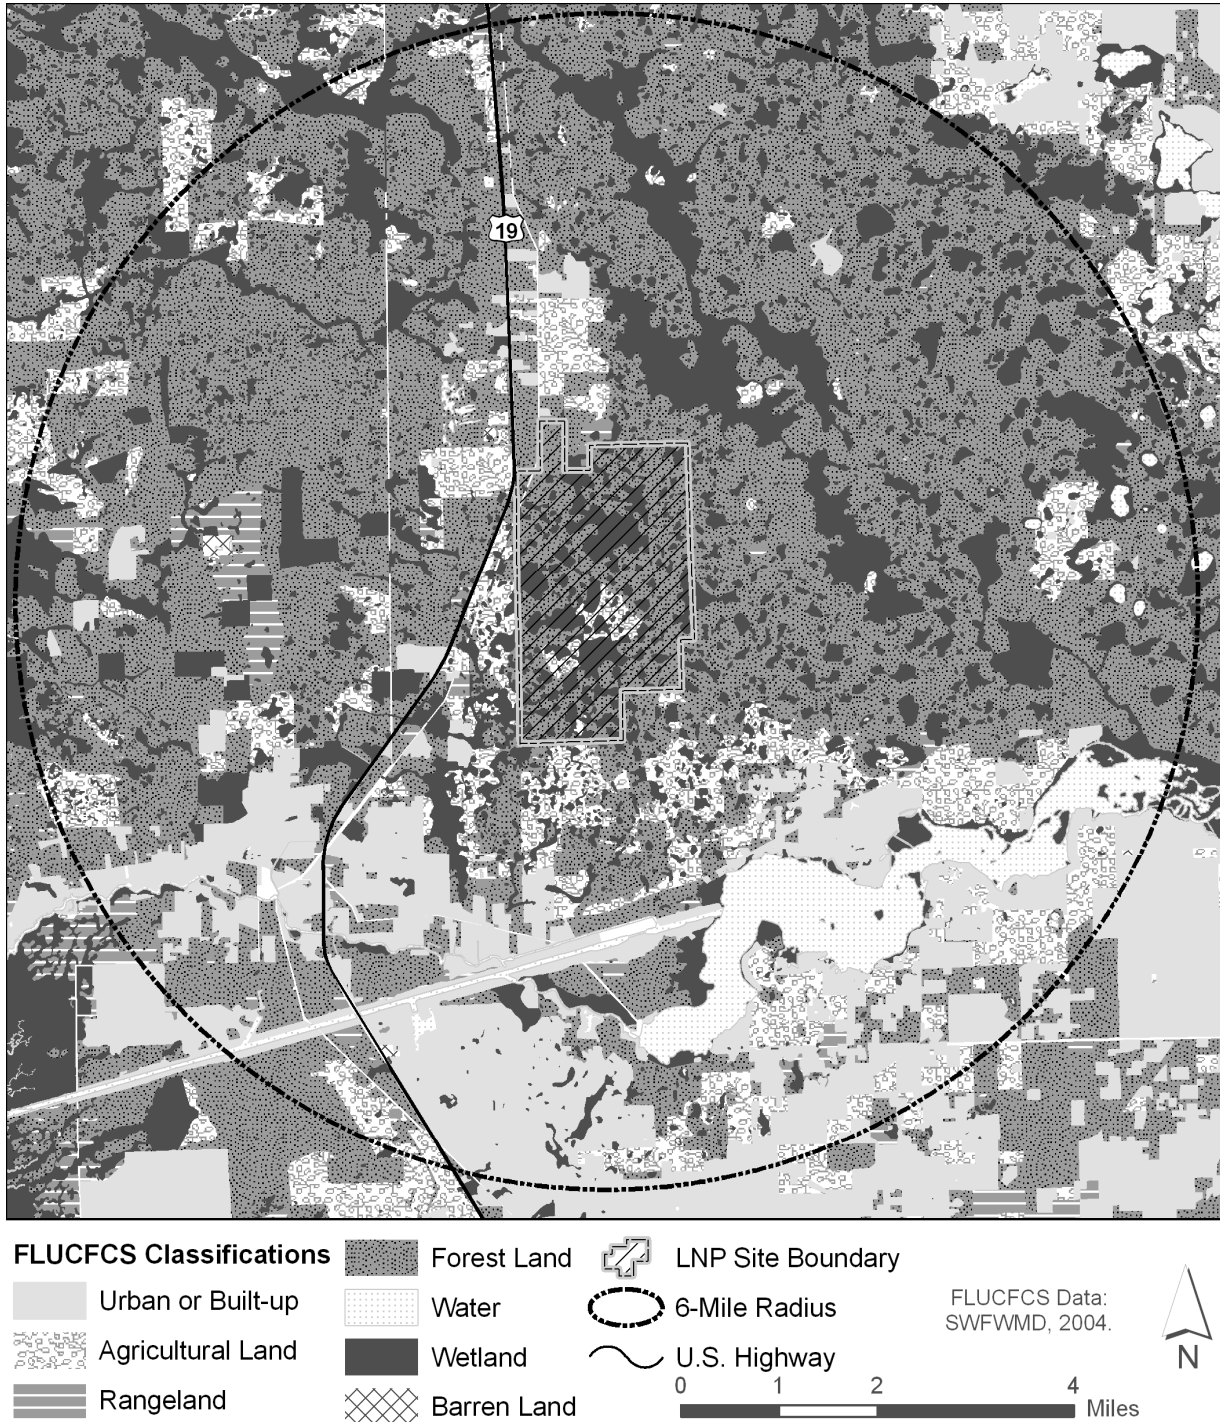 19
FLUCFCS Classifications
Urban or Built-up
Agricultural Land
Rangeland
Forest Land
Water
Wetland
Barren Land
LNP Site Boundary
6-Mile Radius
U.S. Highway
0 1 2 4
Miles
FLUCFCS Data:
SWFWMD, 2004.
N